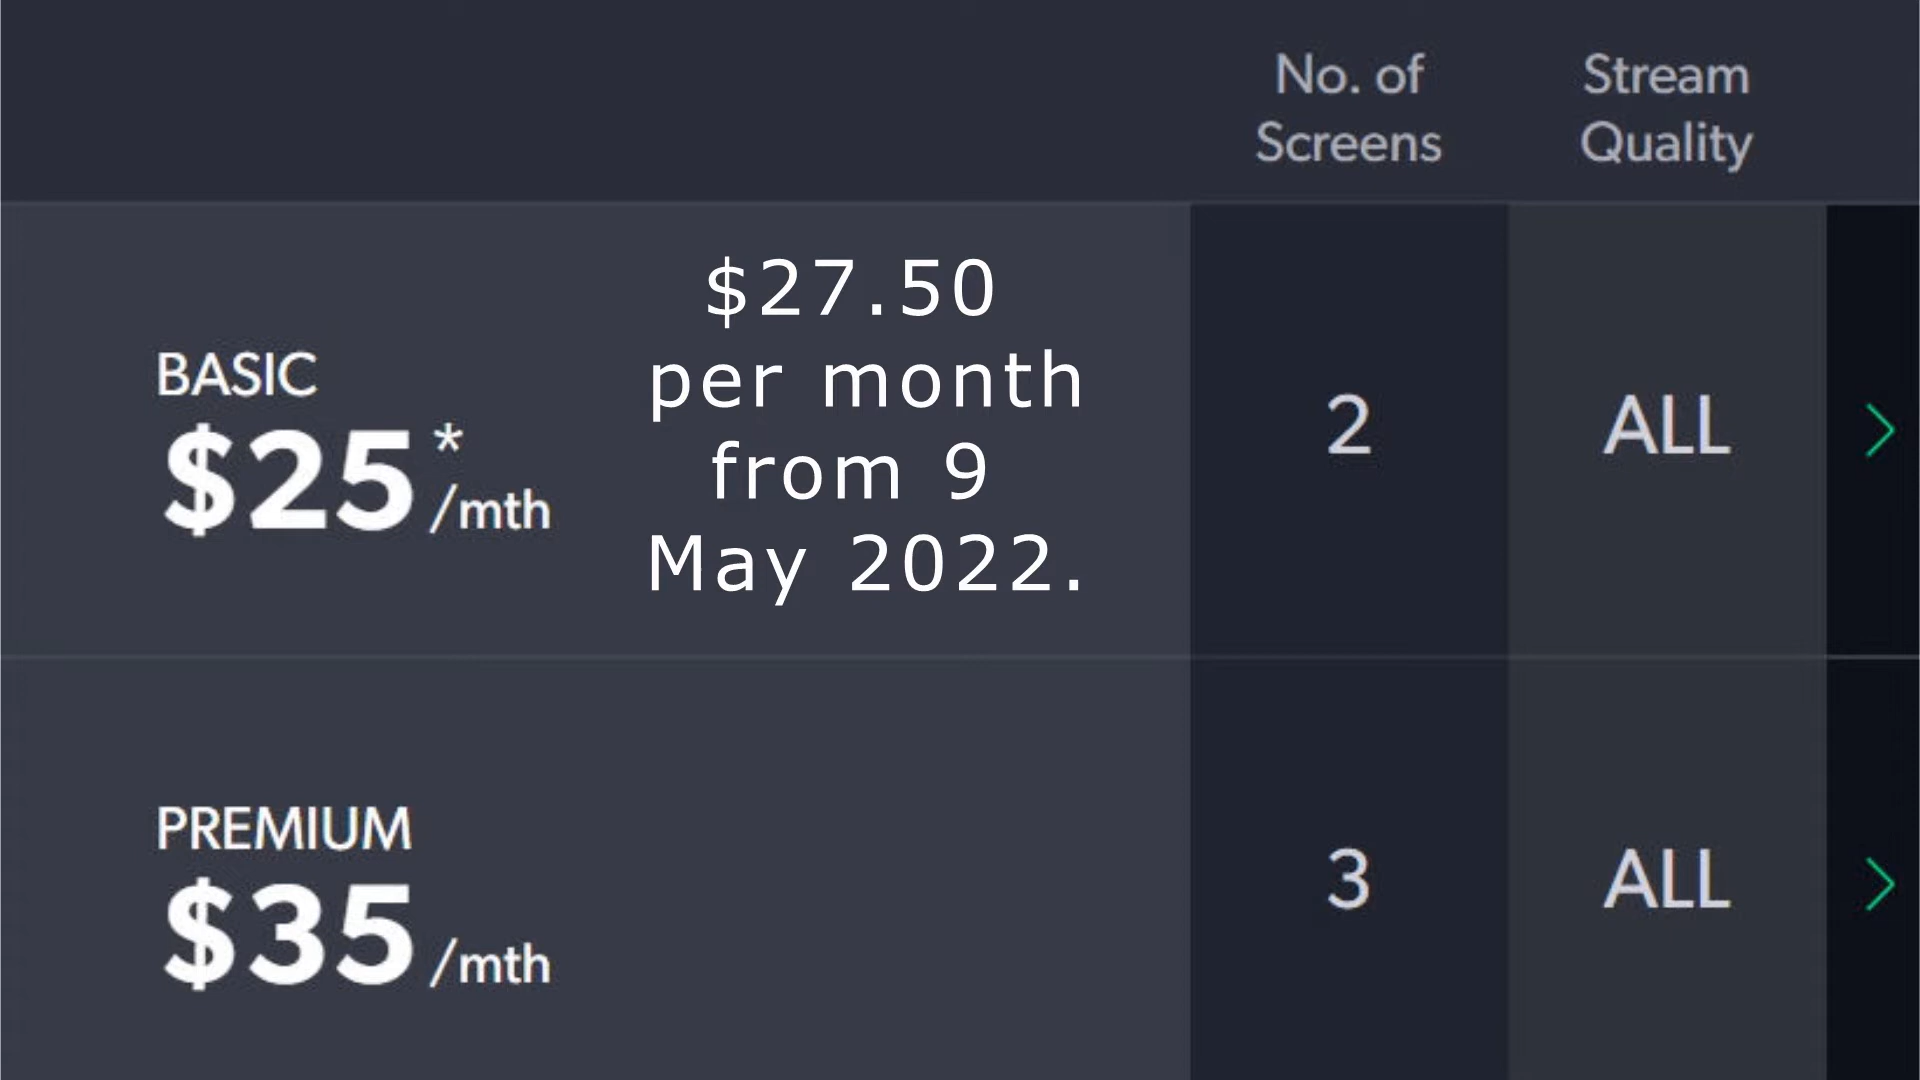 No. of
Screens
Stream
Quality
BASIC
$25*/mth
$27.50
per month
from 9
May 2022.
2
ALL
PREMIUM
$35/mth
3
ALL